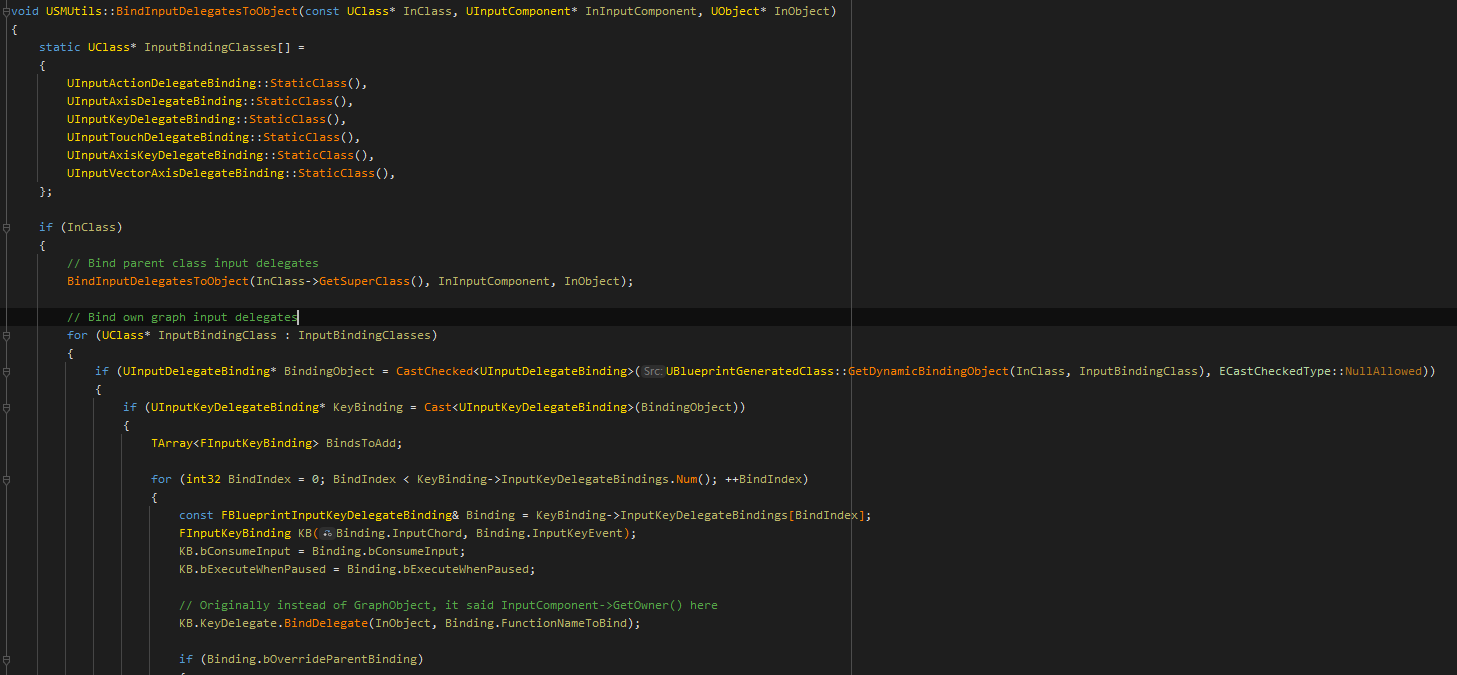 void USMUtils::BindInputDelegatesToObject(const UClass* InClass, UInputComponent* InInputComponent, UObject* InObject)
{
    static UClass* InputBindingClasses[] =
    {
        UInputActionDelegateBinding::StaticClass(),
        UInputAxisDelegateBinding::StaticClass(),
        UInputKeyDelegateBinding::StaticClass(),
        UInputTouchDelegateBinding::StaticClass(),
        UInputAxisKeyDelegateBinding::StaticClass(),
        UInputVectorAxisDelegateBinding::StaticClass(),
    };
    if (InClass)
    {
        // Bind parent class input delegates
        BindInputDelegatesToObject(InClass->GetSuperClass(), InInputComponent, InObject);
        // Bind own graph input delegates
        for (UClass* InputBindingClass : InputBindingClasses)
        {
            if (UInputDelegateBinding* BindingObject = CastChecked<UInputDelegateBinding>(Src:UBlueprintGeneratedClass::GetDynamicBindingObject(InClass, InputBindingClass), ECastCheckedType::NullAllowed))
            {
                if (UInputKeyDelegateBinding* KeyBinding = Cast<UInputKeyDelegateBinding>(BindingObject))
                {
                    TArray<FInputKeyBinding> BindsToAdd;
                    for (int32 BindIndex = 0; BindIndex < KeyBinding->InputKeyDelegateBindings.Num(); ++BindIndex)
                    {
                        const FBlueprintInputKeyDelegateBinding& Binding = KeyBinding->InputKeyDelegateBindings[BindIndex];
                        FInputKeyBinding KB(Binding.InputChord, Binding.InputKeyEvent);
                        KB.bConsumeInput = Binding.bConsumeInput;
                        KB.bExecuteWhenPaused = Binding.bExecuteWhenPaused;
                        // Originally instead of GraphObject, it said InputComponent->GetOwner() here
                        KB.KeyDelegate.BindDelegate(InObject, Binding.FunctionNameToBind);
                        if (Binding.bOverrideParentBinding)